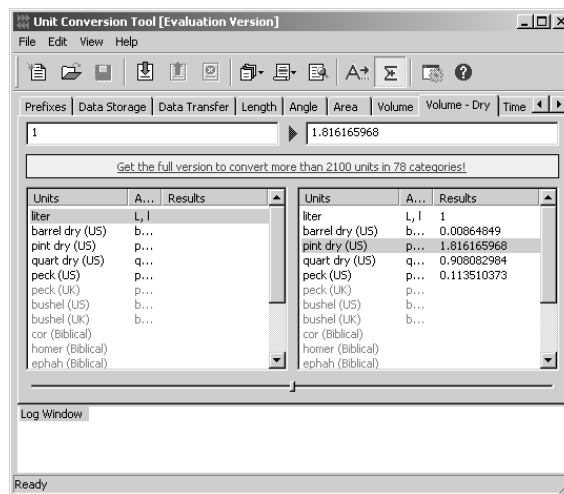 Unit Conversion Tool [Evaluation Version]
File Edit View Help
Prefixes Data Storage Data Transfer Length Angle Area Volume Volume - Dry Time
1 1.816165968
Get the full version to convert more than 2100 units in 78 categories!
Units A... Results Units A... Results
liter L, l liter L, l 1
barrel dry (US) b... barrel dry (US) b... 0.00864849
pint dry (US) p... pint dry (US) p... 1.816165968
quart dry (US) q... quart dry (US) q... 0.908082984
peck (US) p... peck (US) p... 0.113510373
peck (UK) p... peck (UK) p...
bushel (US) b... bushel (US) b...
bushel (UK) b... bushel (UK) b...
cor (Biblical) cor (Biblical)
homer (Biblical) homer (Biblical)
ephah (Biblical) ephah (Biblical)
Log Window
Ready